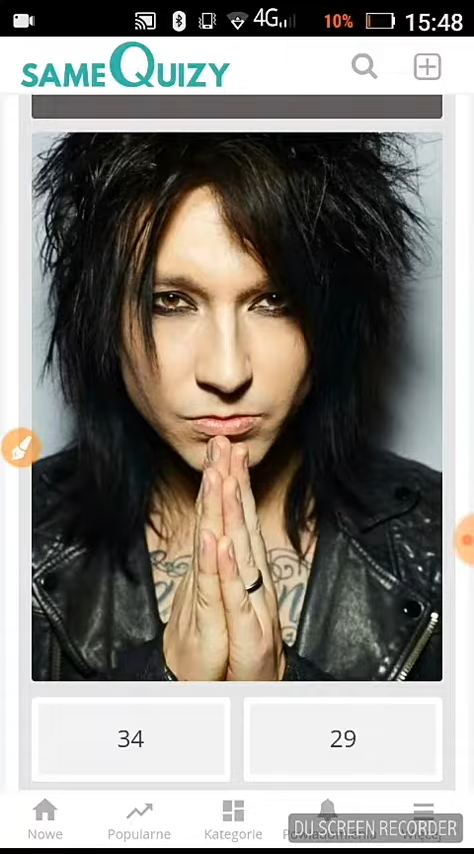 4G 10% 15:48
SAMEQUIZY
34 29
Nowe Popularne Kategorie
DU SCREEN RECORDER